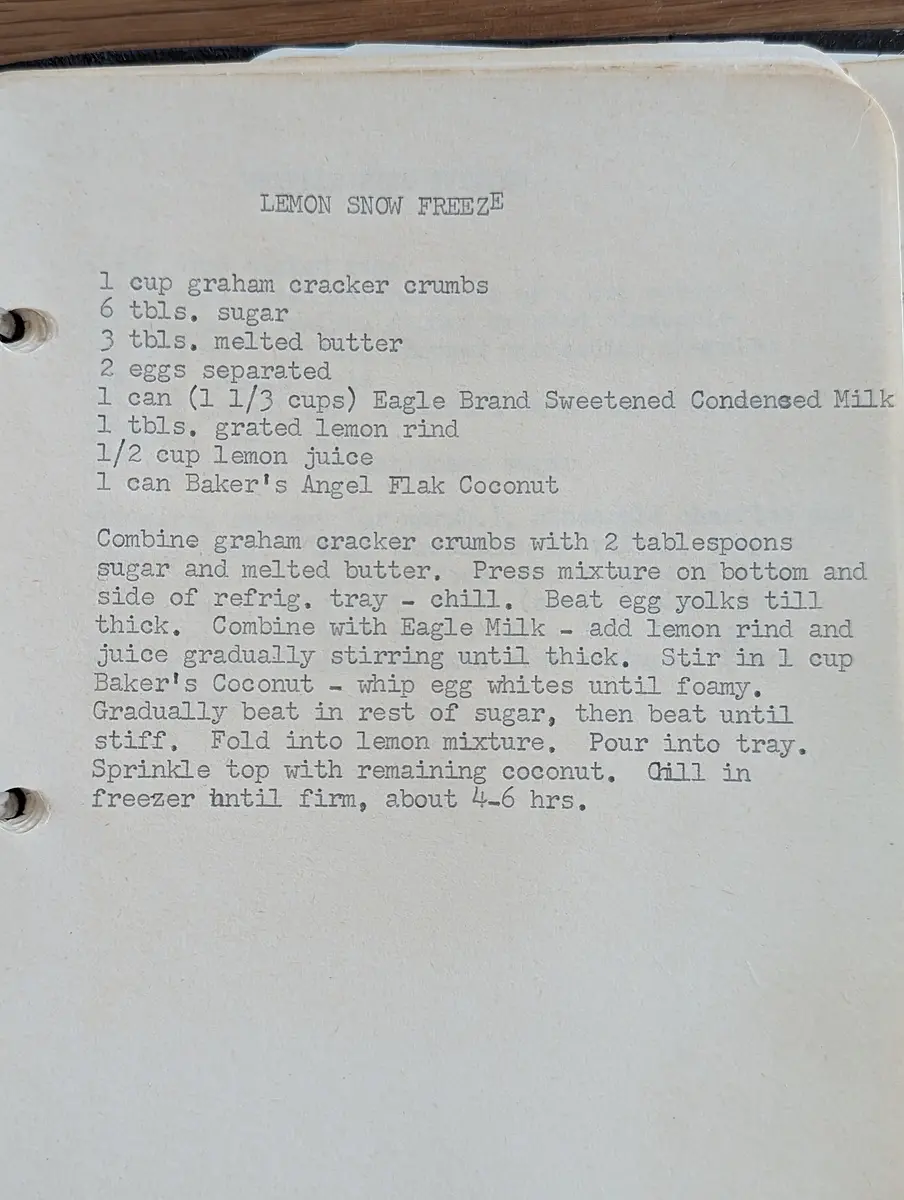 LEMON SNOW FREEZE
1 cup graham cracker crumbs
6 tbls. sugar
3 tbls. melted butter
2 eggs separated
1 can (1 1/3 cups) Eagle Brand Sweetened Condensed Milk
1 tbls. grated lemon rind
1/2 cup lemon juice
1 can Baker's Angel Flak Coconut
Combine graham cracker crumbs with 2 tablespoons
sugar and melted butter. Press mixture on bottom and
side of refrig. tray - chill. Beat egg yolks till
thick. Combine with Eagle Milk - add lemon rind and
juice gradually stirring until thick. Stir in 1 cup
Baker's Coconut - whip egg whites until foamy.
Gradually beat in rest of sugar, then beat until
stiff. Fold into lemon mixture. Pour into tray.
Sprinkle top with remaining coconut. Chill in
freezer hntil firm, about 4-6 hrs.